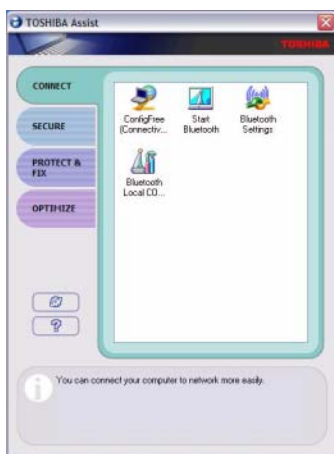 TOSHIBA Assist
TOSHIBA
CONNECT
SECURE
PROTECT &
FIX
OPTIMIZE
ConfigFree
(Connectiv...
Start
Bluetooth
Bluetooth
Settings
Bluetooth
Local CO...
?
i
You can connect your computer to network more easily.